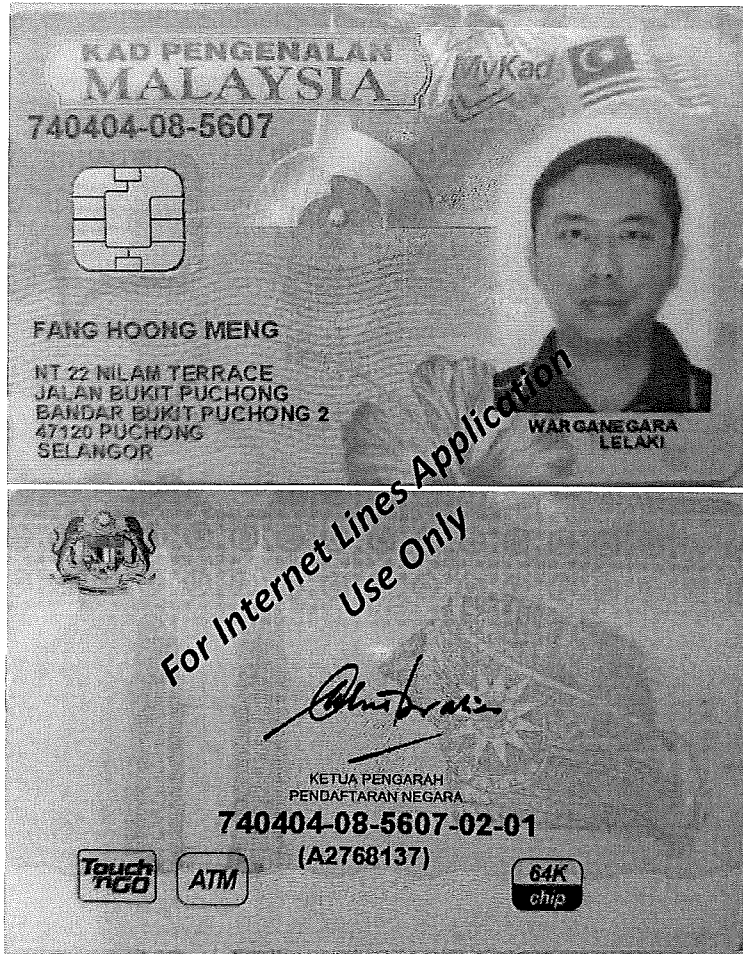 KAD PENGENALAN
MALAYSIA
MyKad
740404-08-5607
FANG HOONG MENG
NT 22 NILAM TERRACE
JALAN BUKIT PUCHONG
BANDAR BUKIT PUCHONG 2
47120 PUCHONG
SELANGOR
WARGANEGARA
LELAKI
For Internet Lines Application
Use Only
KETUA PENGARAH
PENDAFTARAN NEGARA
740404-08-5607-02-01
(A2768137)
Touch
'nGO
ATM
64K
chip